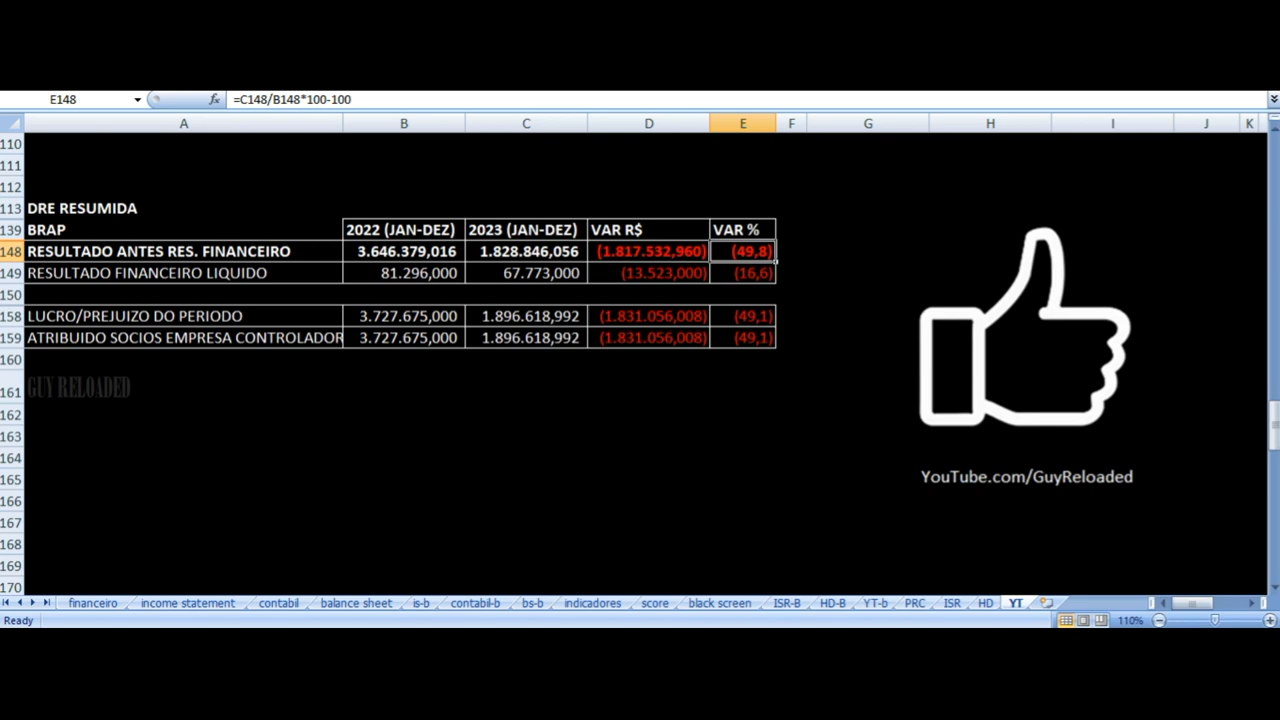 E148 fx =C148/B148*100-100
A B C D E F G H I J K
110
111
112
113 DRE RESUMIDA
139 BRAP 2022 (JAN-DEZ) 2023 (JAN-DEZ) VAR R$ VAR %
148 RESULTADO ANTES RES. FINANCEIRO 3.646.379,016 1.828.846,056 (1.817.532,960) (49,8)
149 RESULTADO FINANCEIRO LIQUIDO 81.296,000 67.773,000 (13.523,000) (16,6)
150
158 LUCRO/PREJUIZO DO PERIODO 3.727.675,000 1.896.618,992 (1.831.056,008) (49,1)
159 ATRIBUIDO SOCIOS EMPRESA CONTROLADOR 3.727.675,000 1.896.618,992 (1.831.056,008) (49,1)
160
161 GUY RELOADED
162
163
164
YouTube.com/GuyReloaded
165
166
167
168
169
170
financeiro income statement contabil balance sheet is-b contabil-b bs-b indicadores score black screen ISR-B HD-B YT-b PRC ISR HD YT
Ready 110%